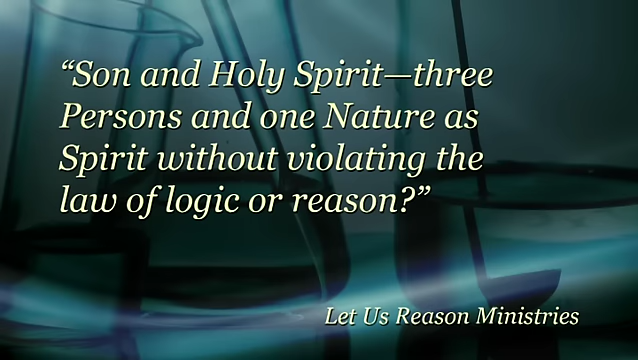 “Son and Holy Spirit—three
Persons and one Nature as
Spirit without violating the
law of logic or reason?”
Let Us Reason Ministries